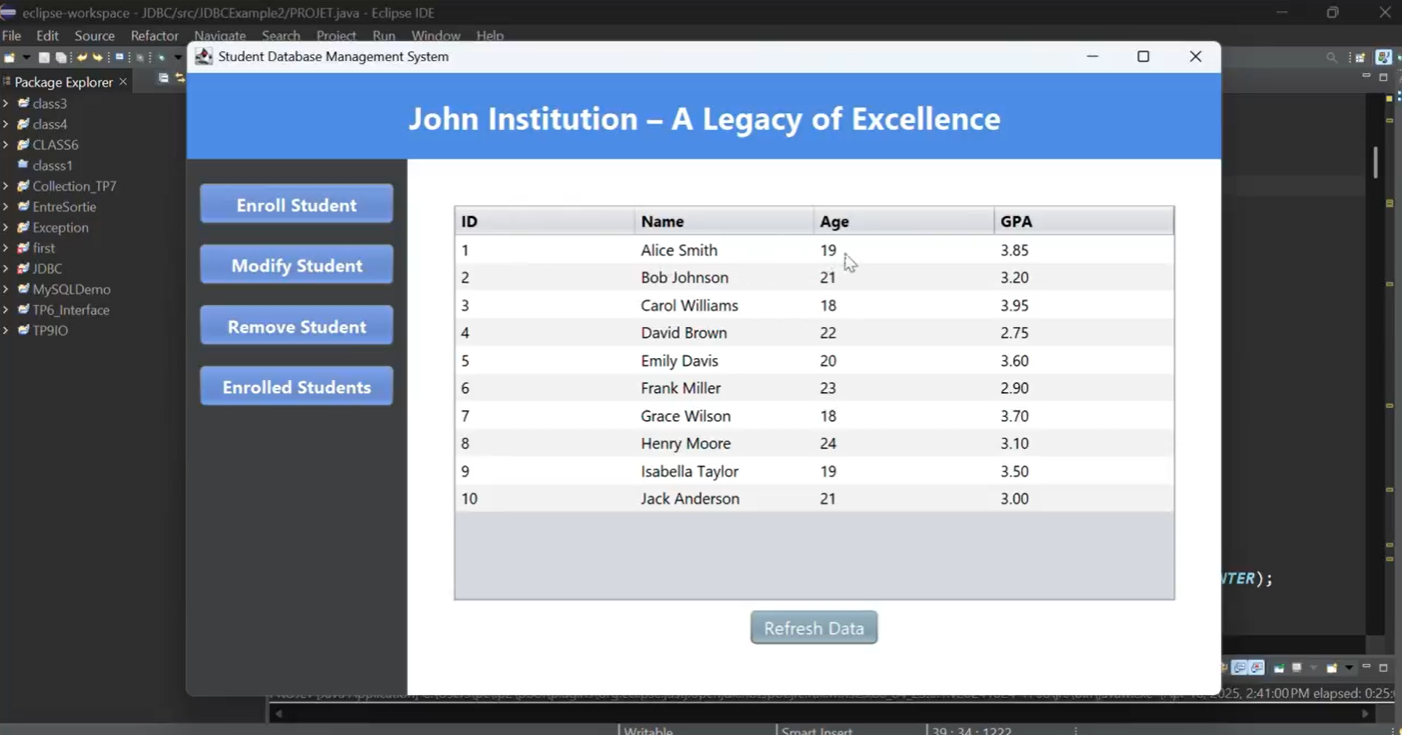 eclipse-workspace - JDBC/src/JDBCExample2/PROJET.java - Eclipse IDE
File Edit Source Refactor Navigate Search Project Run Window Help
Student Database Management System
Package Explorer
class3
class4
CLASS6
classs1
Collection_TP7
EntreSortie
Exception
first
JDBC
MySQLDemo
TP6_Interface
TP9IO
John Institution – A Legacy of Excellence
Enroll Student
Modify Student
Remove Student
Enrolled Students
ID Name Age GPA
1 Alice Smith 19 3.85
2 Bob Johnson 21 3.20
3 Carol Williams 18 3.95
4 David Brown 22 2.75
5 Emily Davis 20 3.60
6 Frank Miller 23 2.90
7 Grace Wilson 18 3.70
8 Henry Moore 24 3.10
9 Isabella Taylor 19 3.50
10 Jack Anderson 21 3.00
Refresh Data
NTER);
2025, 2:41:00 PM elapsed: 0:25:
Writable Smart Insert 39 : 34 : 1222